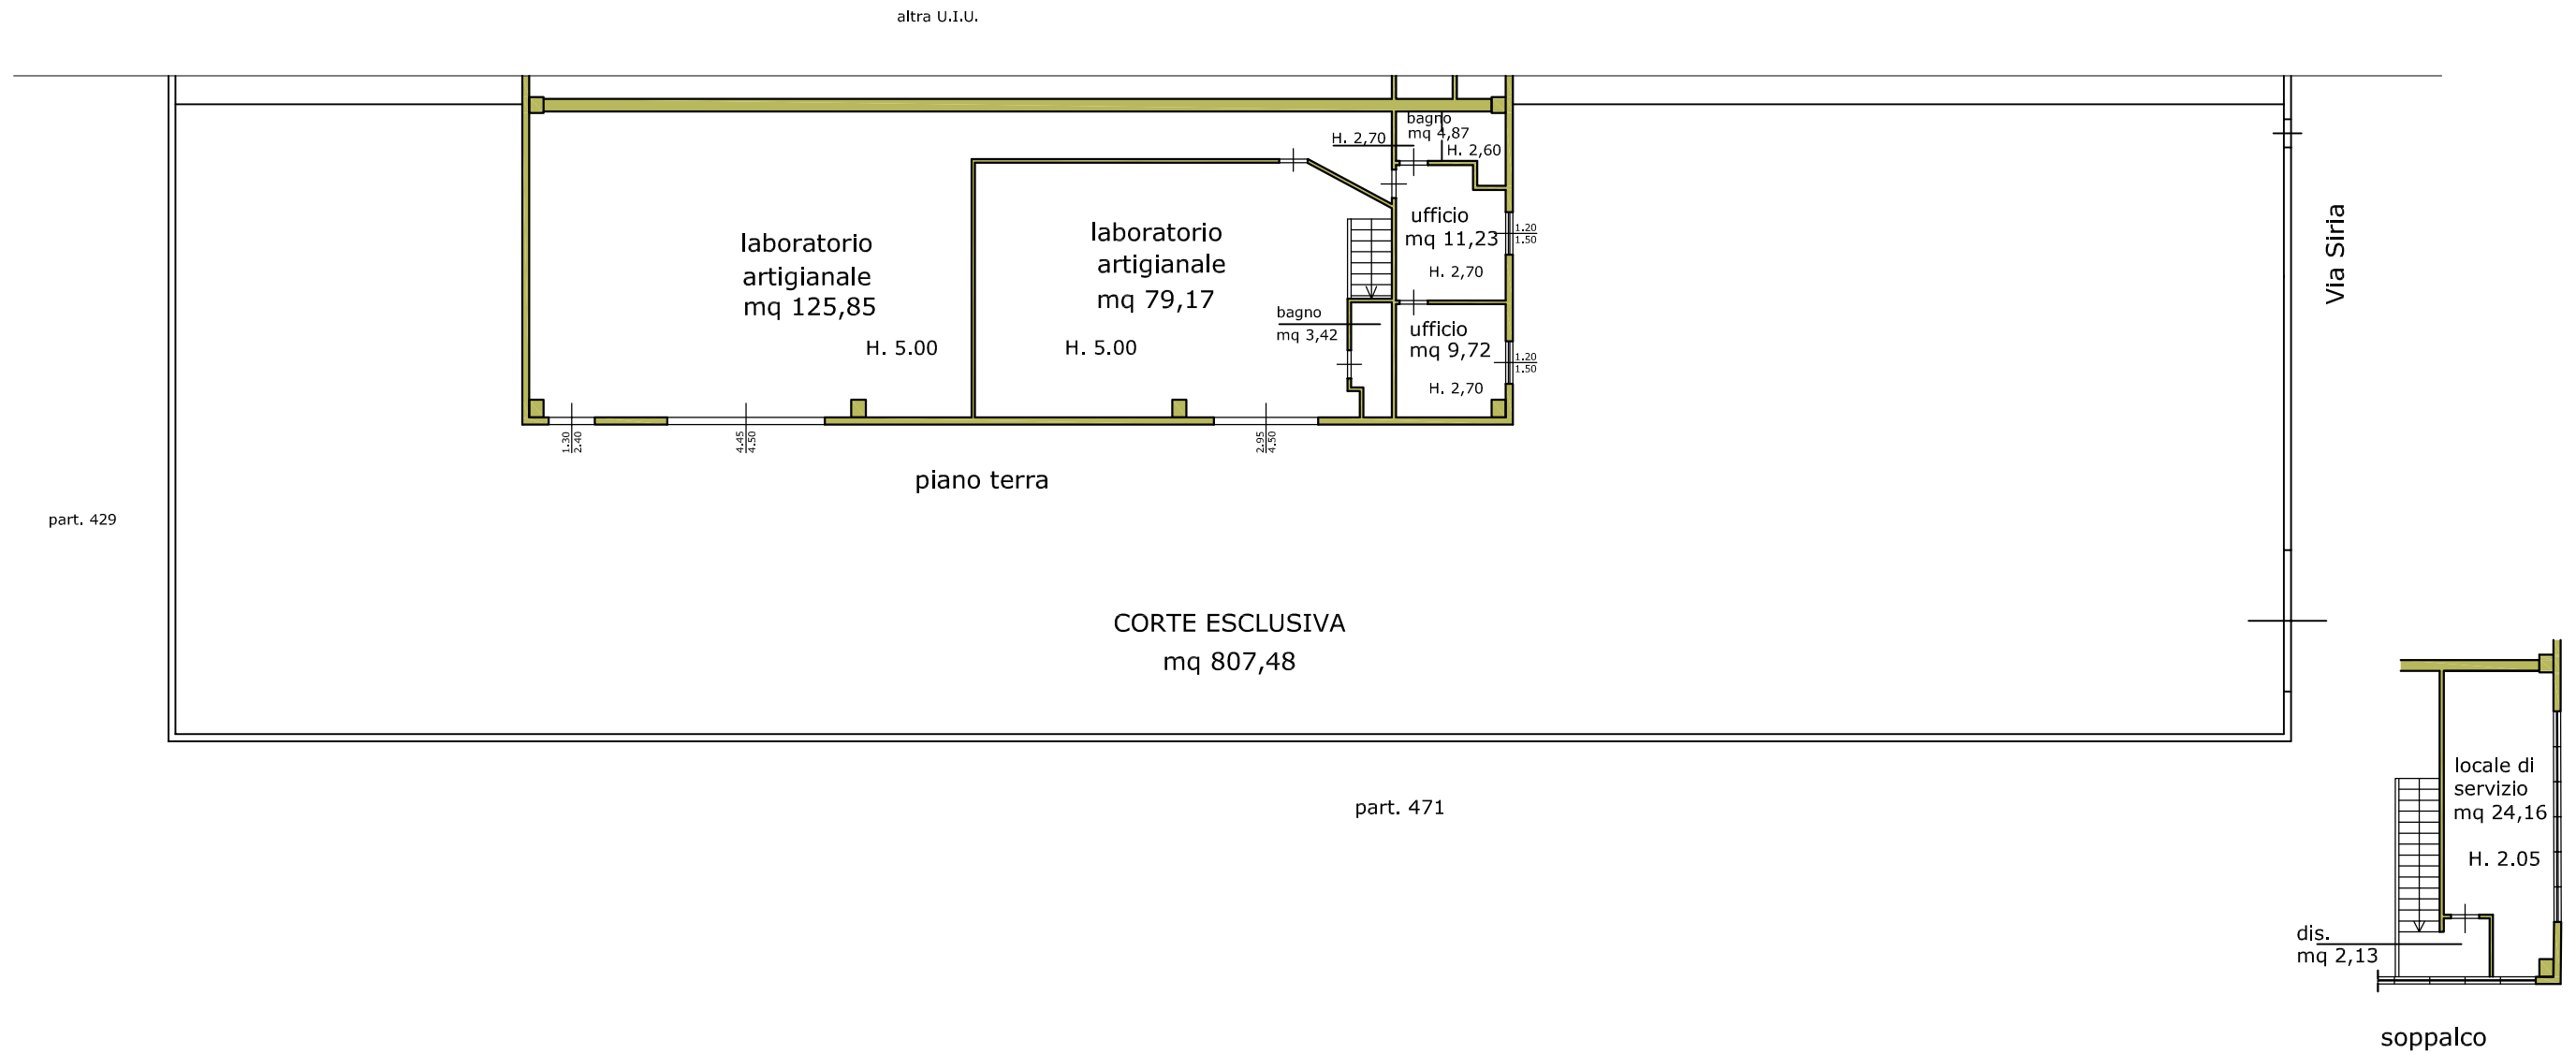 altra U.I.U.
bagno
mq 4,87
H. 2,70
H. 2,60
laboratorio
artigianale
mq 125,85
H. 5.00
laboratorio
artigianale
mq 79,17
H. 5.00
ufficio
mq 11,23
H. 2,70
1.20
1.50
bagno
mq 3,42
ufficio
mq 9,72
H. 2,70
1.20
1.50
1.30
2.40
4.45
4.50
2.95
4.50
Via Siria
piano terra
part. 429
CORTE ESCLUSIVA
mq 807,48
part. 471
locale di
servizio
mq 24,16
H. 2.05
dis.
mq 2,13
soppalco